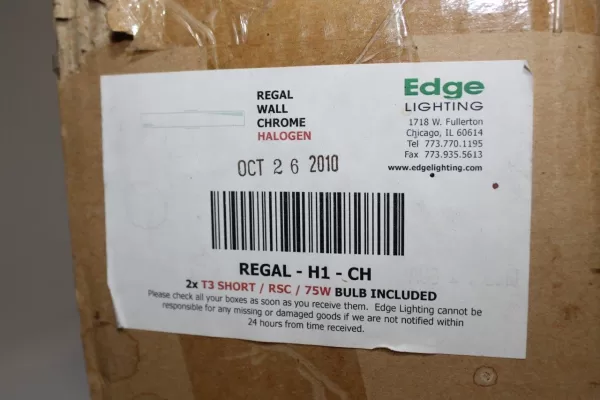 REGAL
WALL
CHROME
HALOGEN
Edge
LIGHTING
1718 W. Fullerton
Chicago, IL 60614
Tel 773.770.1195
Fax 773.935.5613
www.edgelighting.com
OCT 26 2010
REGAL - H1 - CH
2x T3 SHORT / RSC / 75W BULB INCLUDED
Please check all your boxes as soon as you receive them. Edge Lighting cannot be
responsible for any missing or damaged goods if we are not notified within
24 hours from time received.